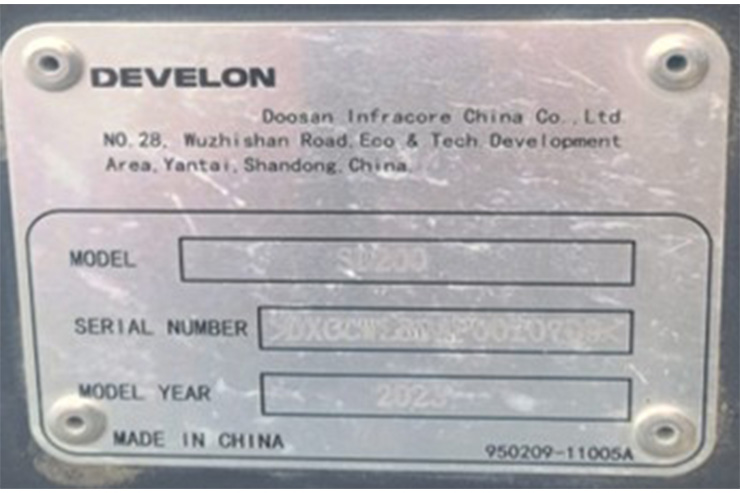 DEVELON
Doosan Infracore China Co., Ltd
NO. 28, Wuzhishan Road, Eco & Tech Development
Area, Yantai, Shandong, China.
MODEL
SERIAL NUMBER
MODEL YEAR 2023
MADE IN CHINA
950209-11005A